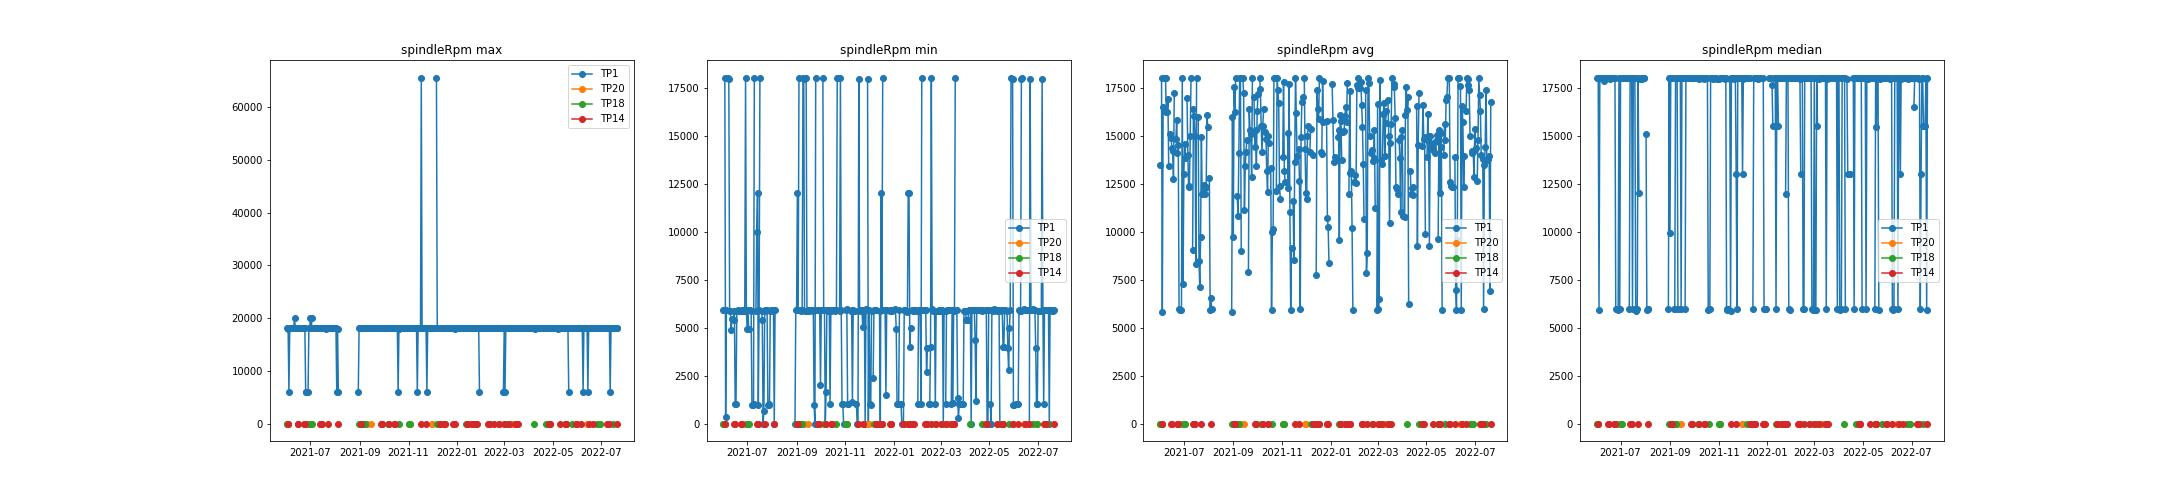 spindleRpm max
60000
50000
40000
30000
20000
10000
0
2021-07 2021-09 2021-11 2022-01 2022-03 2022-05 2022-07
TP1
TP20
TP18
TP14
spindleRpm min
17500
15000
12500
10000
7500
5000
2500
0
2021-07 2021-09 2021-11 2022-01 2022-03 2022-05 2022-07
TP1
TP20
TP18
TP14
spindleRpm avg
17500
15000
12500
10000
7500
5000
2500
0
2021-07 2021-09 2021-11 2022-01 2022-03 2022-05 2022-07
TP1
TP20
TP18
TP14
spindleRpm median
17500
15000
12500
10000
7500
5000
2500
0
2021-07 2021-09 2021-11 2022-01 2022-03 2022-05 2022-07
TP1
TP20
TP18
TP14